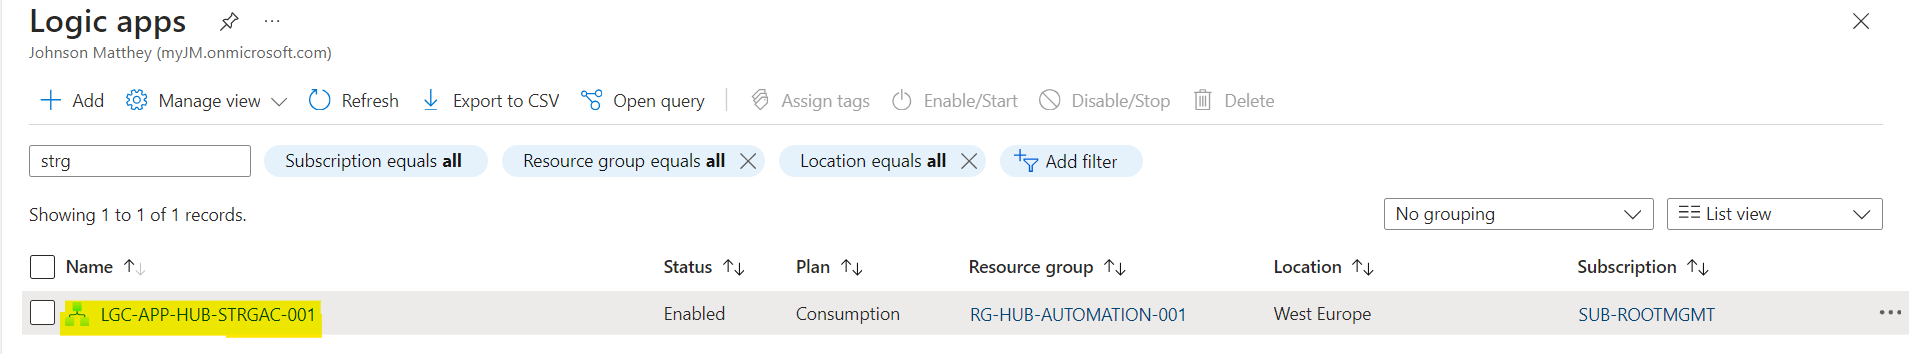 Logic apps
Johnson Matthey (myJM.onmicrosoft.com)
Add Manage view Refresh Export to CSV Open query Assign tags Enable/Start Disable/Stop Delete
strg Subscription equals all Resource group equals all Location equals all Add filter
Showing 1 to 1 of 1 records. No grouping List view
Name Status Plan Resource group Location Subscription
LGC-APP-HUB-STRGAC-001 Enabled Consumption RG-HUB-AUTOMATION-001 West Europe SUB-ROOTMGMT